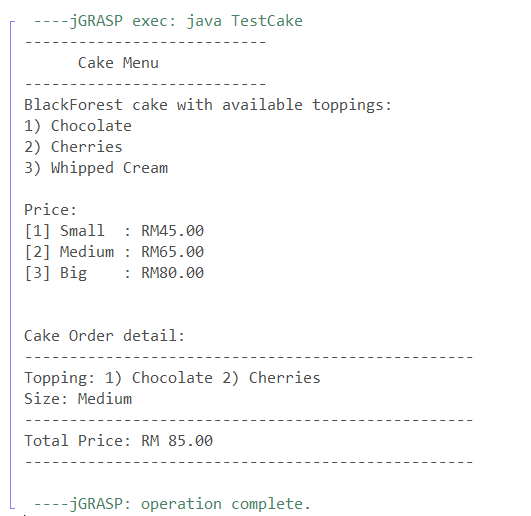 ----jGRASP exec: java TestCake
---------------------------
Cake Menu
---------------------------
BlackForest cake with available toppings:
1) Chocolate
2) Cherries
3) Whipped Cream
Price:
[1] Small  : RM45.00
[2] Medium : RM65.00
[3] Big    : RM80.00
Cake Order detail:
--------------------------------------------------
Topping: 1) Chocolate 2) Cherries
Size: Medium
--------------------------------------------------
Total Price: RM 85.00
--------------------------------------------------
----jGRASP: operation complete.